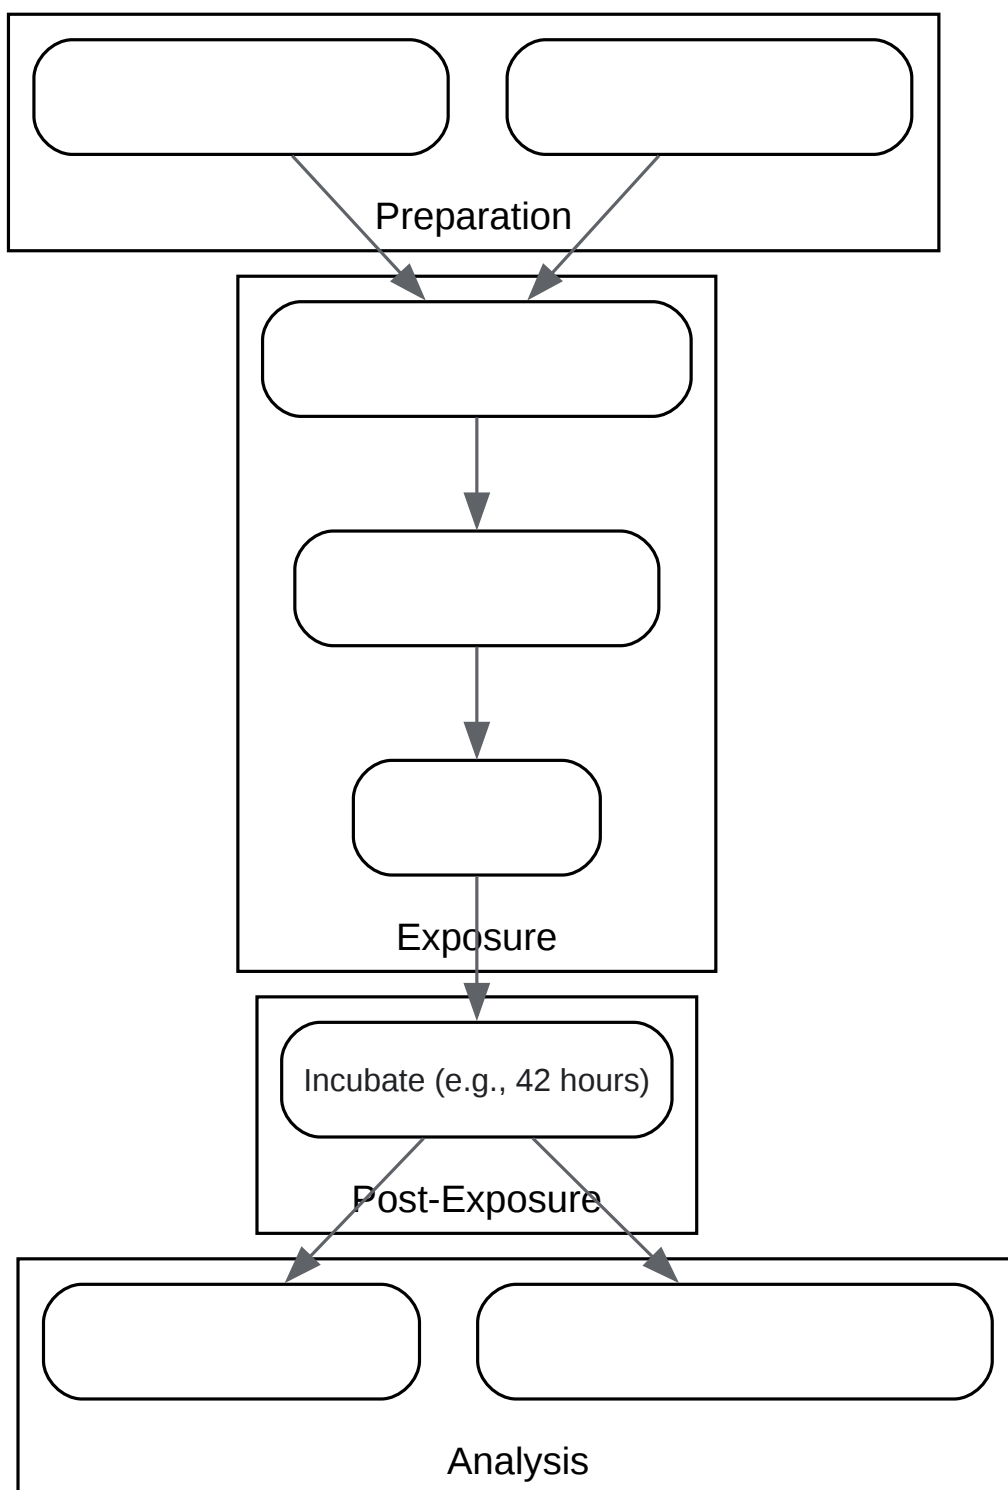 Preparation
Exposure
Incubate (e.g., 42 hours)
Post-Exposure
Analysis